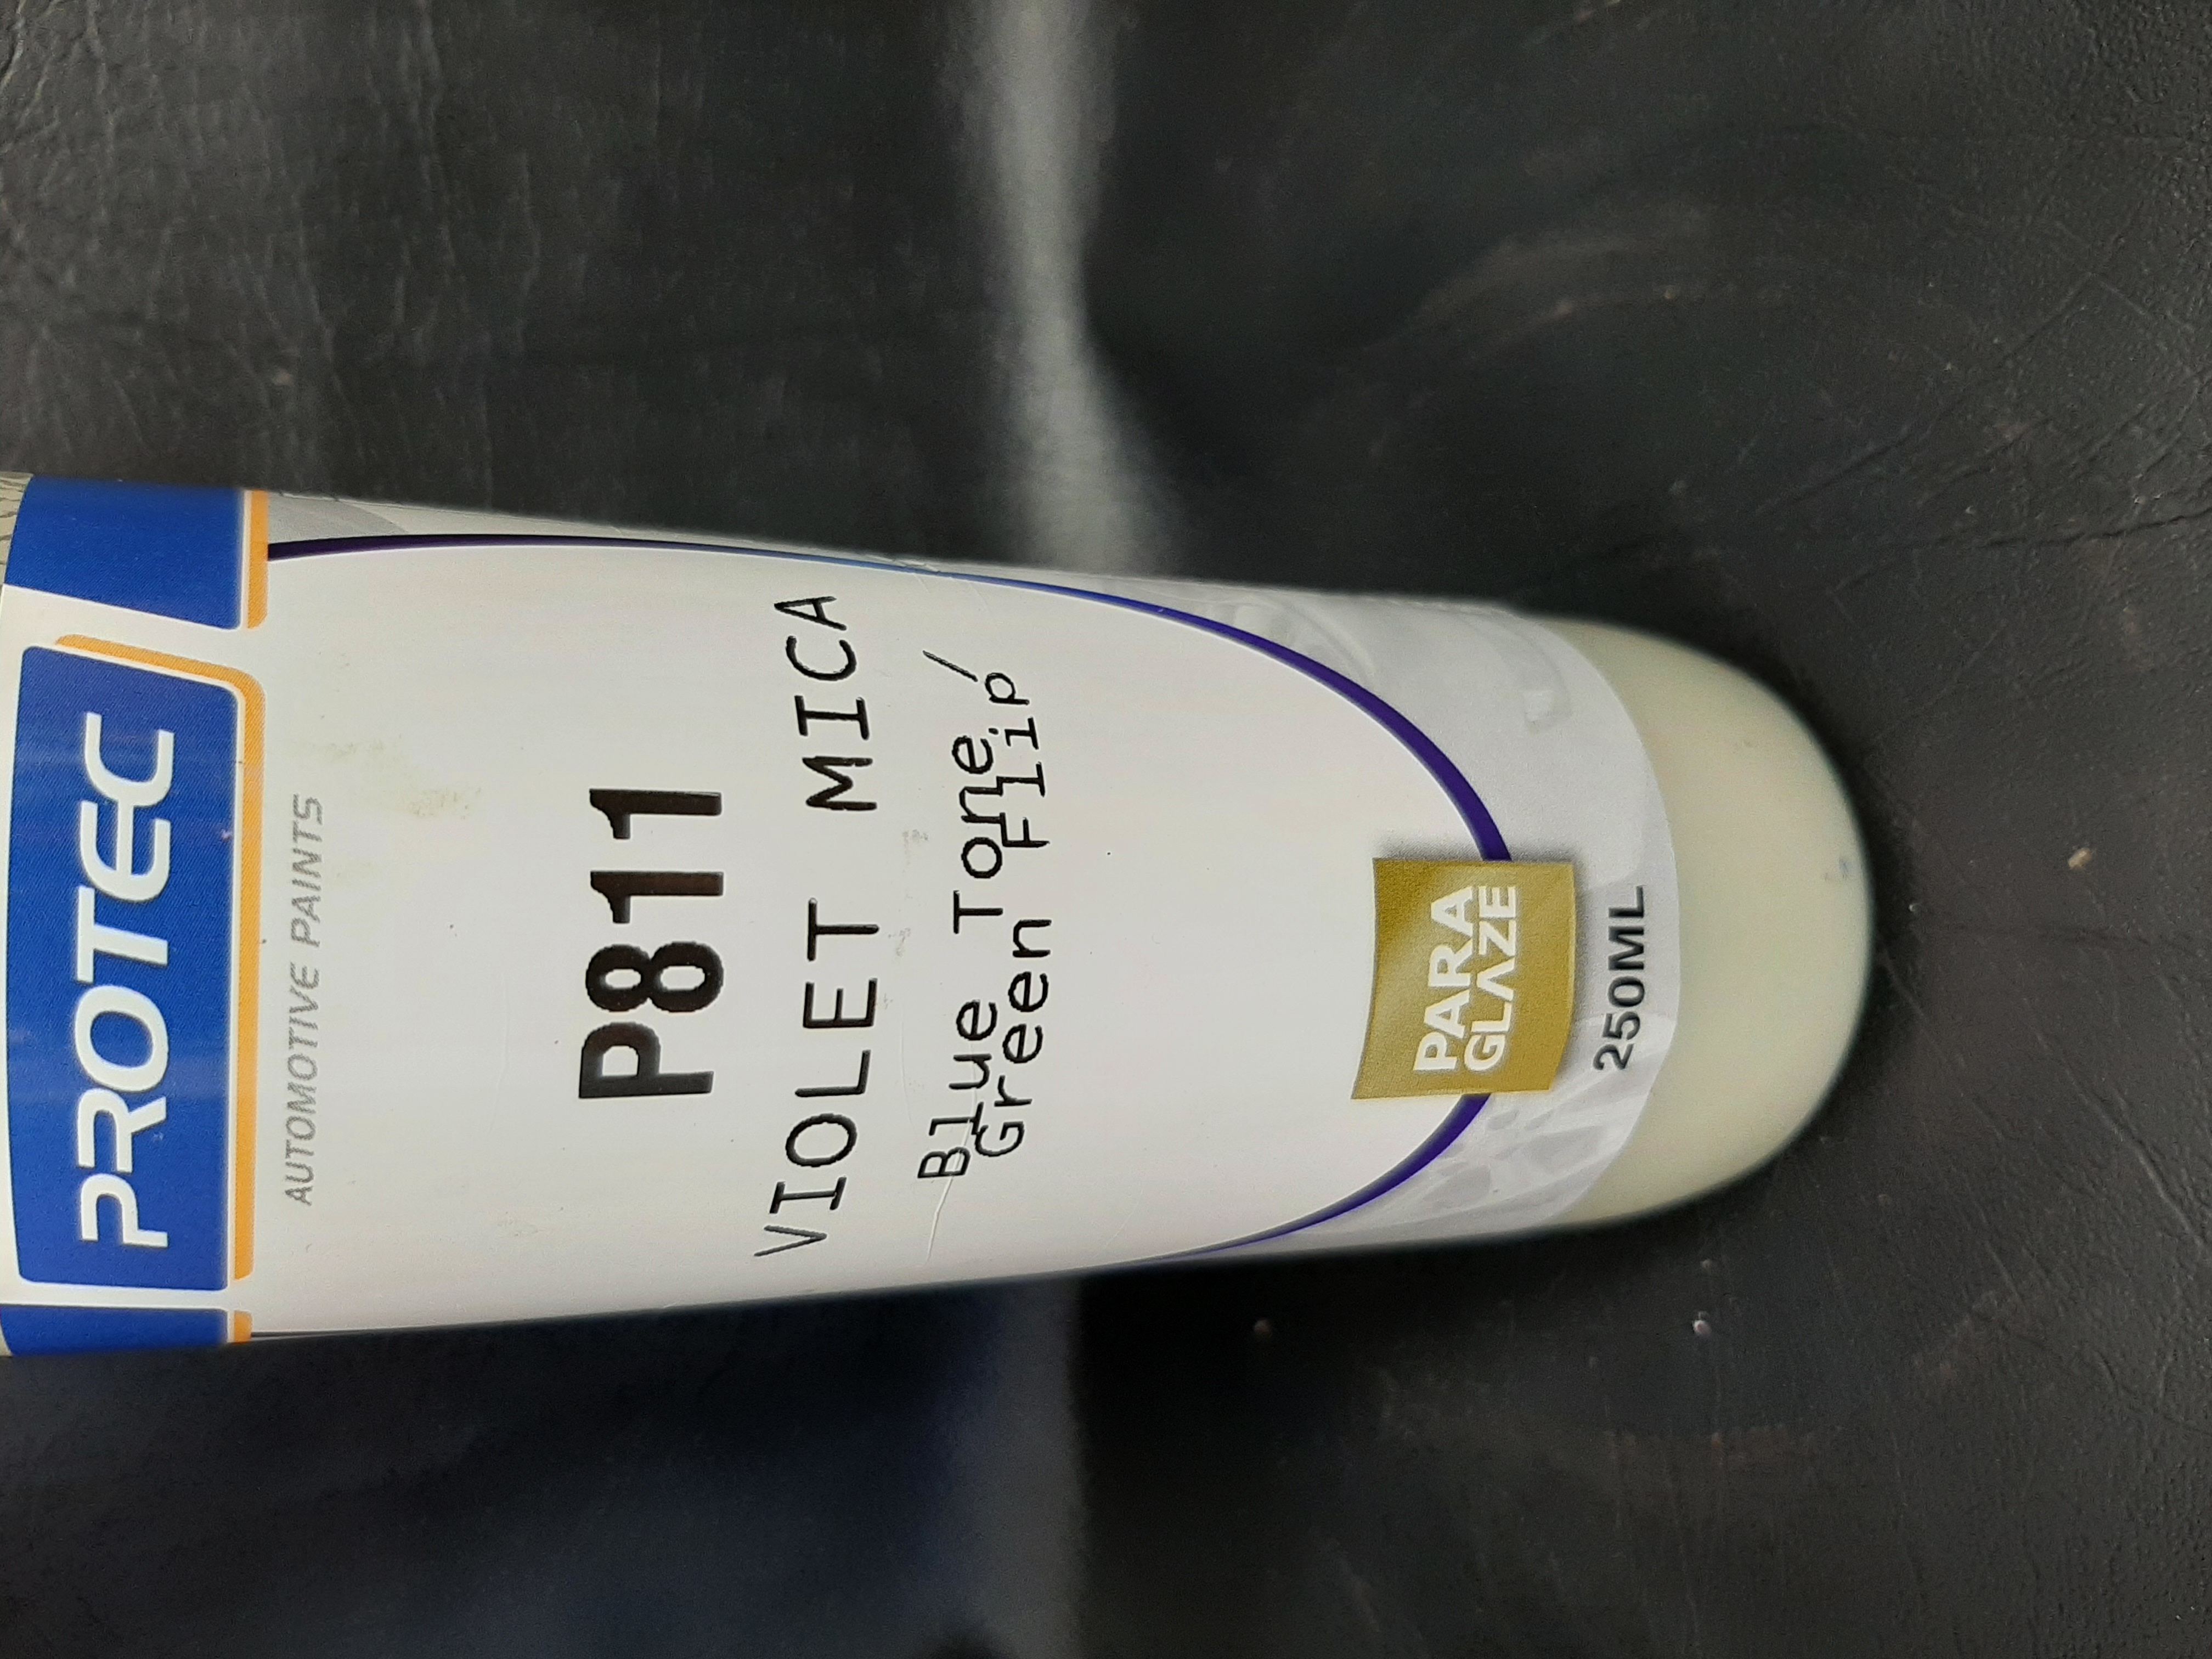 PROTEC
AUTOMOTIVE PAINTS
P811
VIOLET MICA
Blue Tone /
Green Flip
PARA
GLAZE
250ML